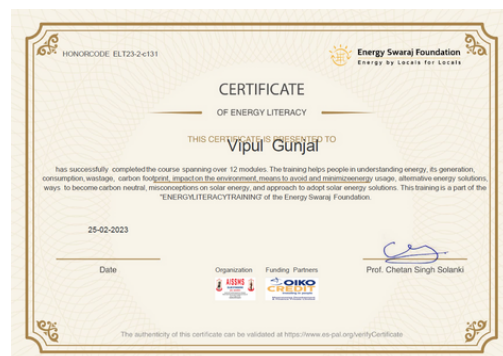 HONORCODE ELT23-2-c131
Energy Swaraj Foundation
Energy by Locals for Locals
CERTIFICATE
OF ENERGY LITERACY
THIS CERTIFICATE IS PRESENTED TO
Vipul Gunjal
has successfully completed the course spanning over 12 modules. The training helps people in understanding energy, its generation,
consumption, wastage, carbon footprint, impact on the environment, means to avoid and minimizeenergy usage, alternative energy solutions,
ways to become carbon neutral, misconceptions on solar energy, and approach to adopt solar energy solutions. This training is a part of the
"ENERGYLITERACYTRAINING' of the Energy Swaraj Foundation.
25-02-2023
Date
Organization
Funding Partners
Prof. Chetan Singh Solanki
AISSMS
OIKO
CREDIT
The authenticity of this certificate can be validated at https://www.es-pal.org/verifyCertificate